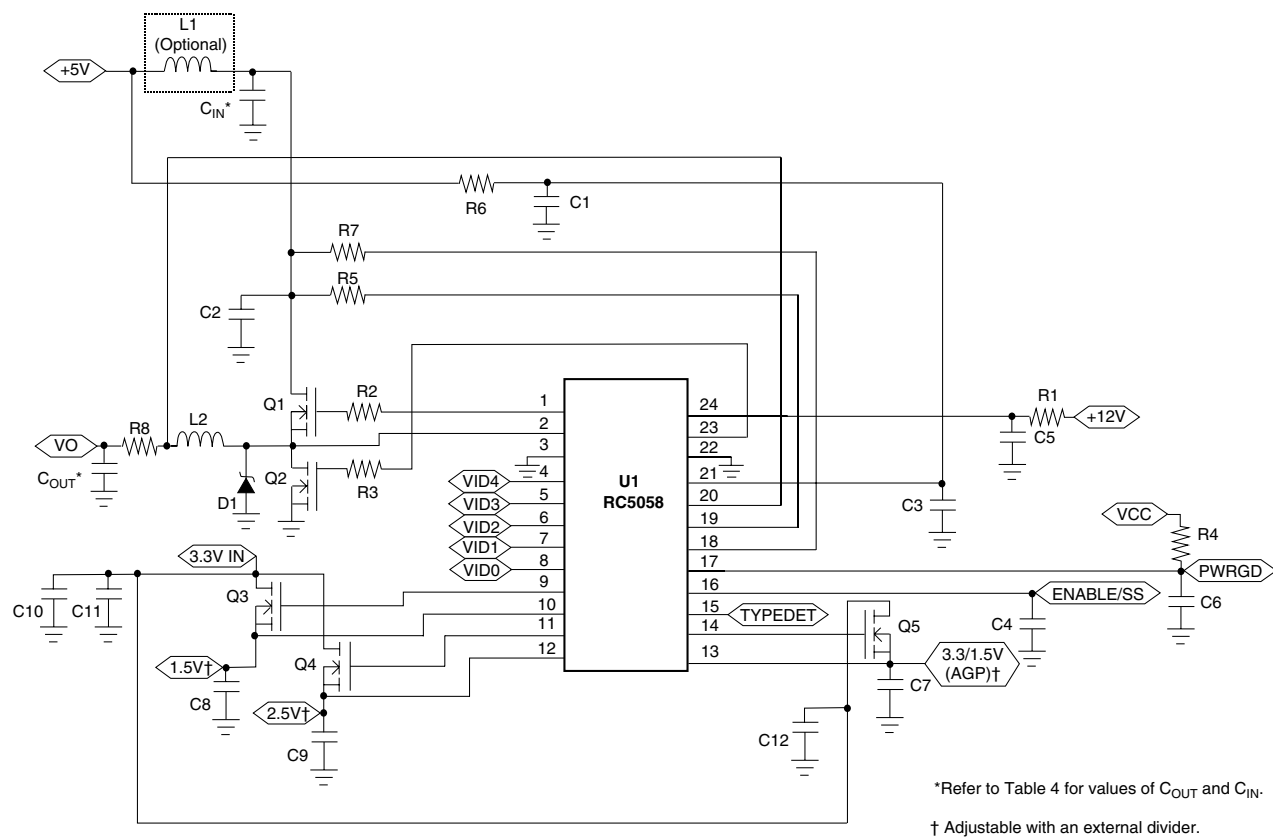 L1
(Optional)
+5V
CIN*
R6
C1
R7
R5
C2
Q1
R2
L2
R8
VO
COUT*
D1
Q2
R3
1
2
3
4
5
6
7
8
9
10
11
12
U1
RC5058
24
23
22
21
20
19
18
17
16
15
14
13
VID4
VID3
VID2
VID1
VID0
R1
+12V
C5
C3
VCC
R4
PWRGD
C6
ENABLE/SS
C4
TYPEDET
Q5
3.3/1.5V
(AGP)†
C7
C12
3.3V IN
C10
C11
Q3
Q4
1.5V†
C8
2.5V†
C9
*Refer to Table 4 for values of COUT and CIN.
† Adjustable with an external divider.